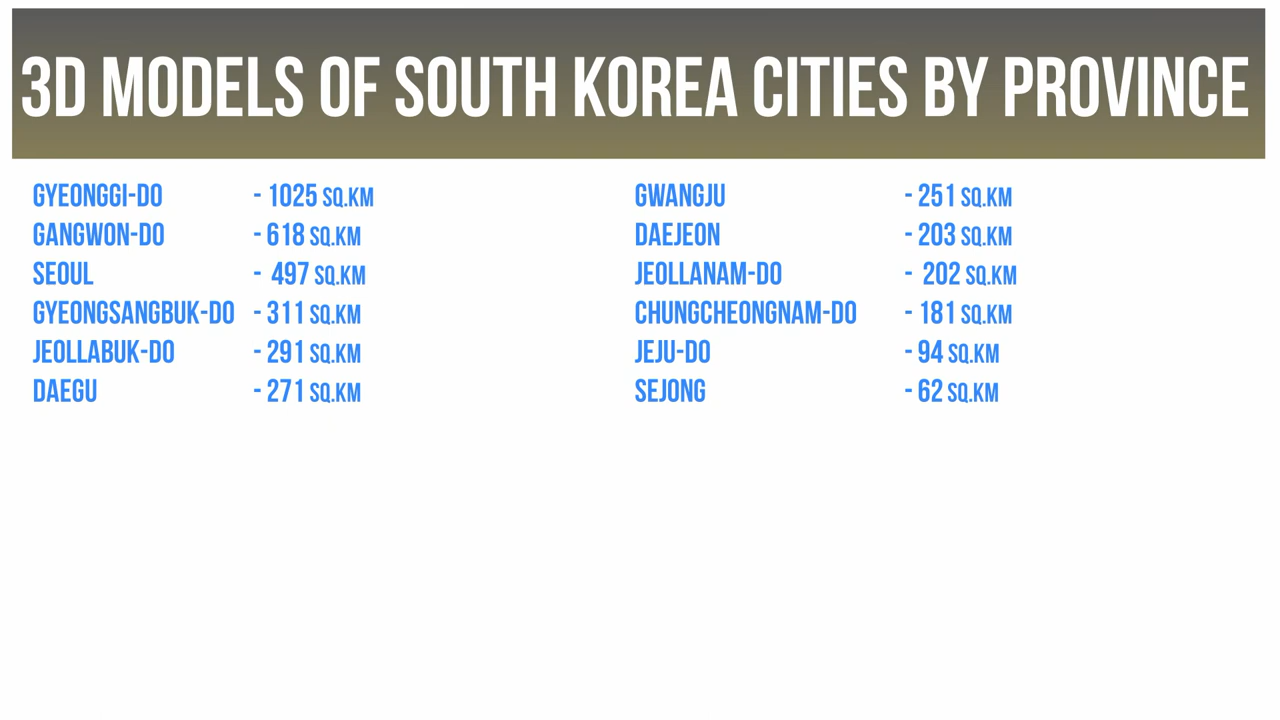 3D MODELS OF SOUTH KOREA CITIES BY PROVINCE
GYEONGGI-DO - 1025 SQ.KM
GANGWON-DO - 618 SQ.KM
SEOUL - 497 SQ.KM
GYEONGSANGBUK-DO - 311 SQ.KM
JEOLLABUK-DO - 291 SQ.KM
DAEGU - 271 SQ.KM
GWANGJU - 251 SQ.KM
DAEJEON - 203 SQ.KM
JEOLLANAM-DO - 202 SQ.KM
CHUNGCHEONGNAM-DO - 181 SQ.KM
JEJU-DO - 94 SQ.KM
SEJONG - 62 SQ.KM